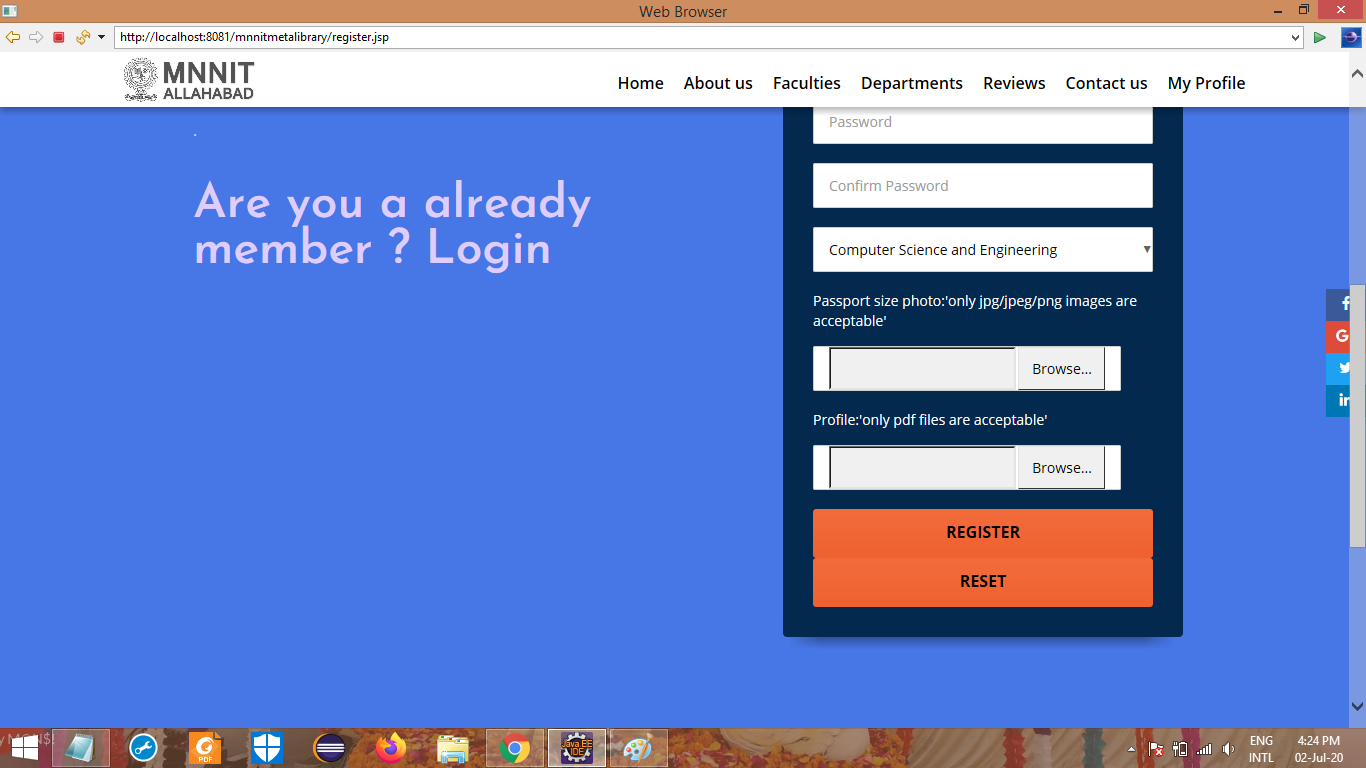 Web Browser
http://localhost:8081/mnnitmetalibrary/register.jsp
MNNIT
ALLAHABAD
Home About us Faculties Departments Reviews Contact us My Profile
.
Are you a already
member ? Login
Password
Confirm Password
Computer Science and Engineering
Passport size photo:'only jpg/jpeg/png images are
acceptable'
Browse...
Profile:'only pdf files are acceptable'
Browse...
REGISTER
RESET
f
G
in
PDF
Java EE
IDE
ENG
INTL
4:24 PM
02-Jul-20